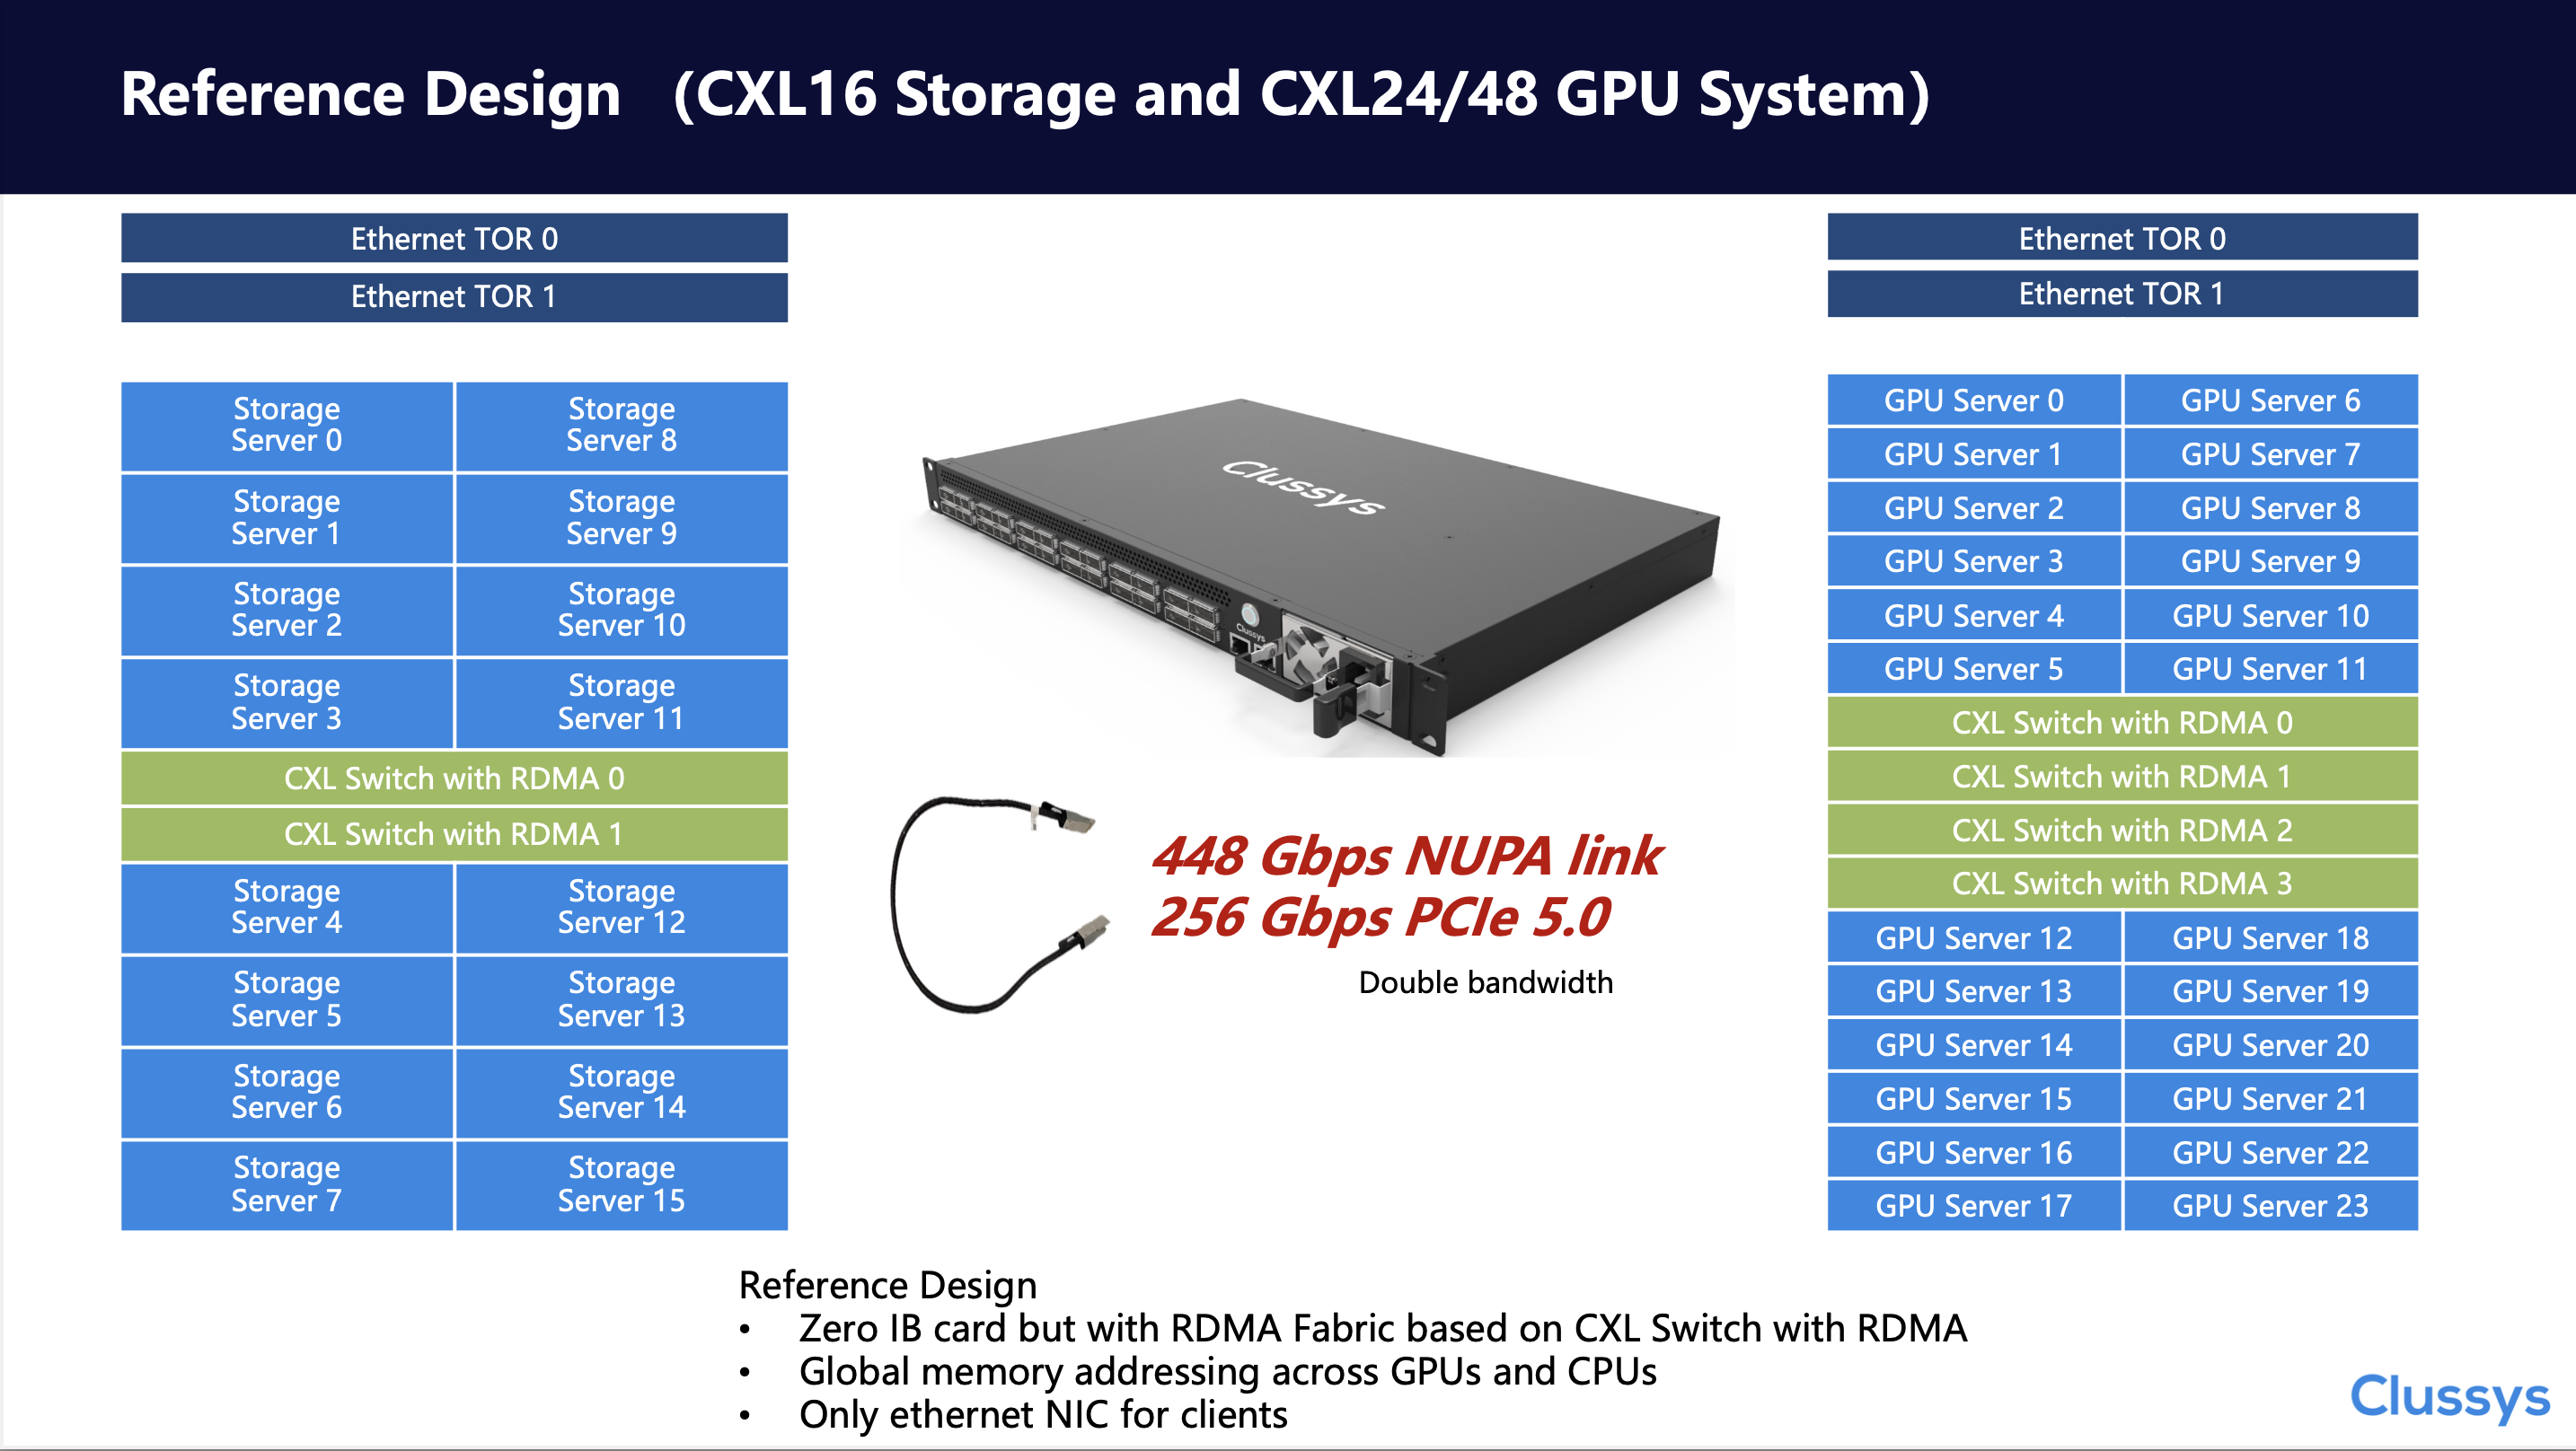 Reference Design (CXL16 Storage and CXL24/48 GPU System)
Ethernet TOR 0
Ethernet TOR 1
Storage
Server 0
Storage
Server 8
Storage
Server 1
Storage
Server 9
Storage
Server 2
Storage
Server 10
Storage
Server 3
Storage
Server 11
CXL Switch with RDMA 0
CXL Switch with RDMA 1
Storage
Server 4
Storage
Server 12
Storage
Server 5
Storage
Server 13
Storage
Server 6
Storage
Server 14
Storage
Server 7
Storage
Server 15
Clussys
Clussys
448 Gbps NUPA link
256 Gbps PCIe 5.0
Double bandwidth
Ethernet TOR 0
Ethernet TOR 1
GPU Server 0
GPU Server 6
GPU Server 1
GPU Server 7
GPU Server 2
GPU Server 8
GPU Server 3
GPU Server 9
GPU Server 4
GPU Server 10
GPU Server 5
GPU Server 11
CXL Switch with RDMA 0
CXL Switch with RDMA 1
CXL Switch with RDMA 2
CXL Switch with RDMA 3
GPU Server 12
GPU Server 18
GPU Server 13
GPU Server 19
GPU Server 14
GPU Server 20
GPU Server 15
GPU Server 21
GPU Server 16
GPU Server 22
GPU Server 17
GPU Server 23
Reference Design
• Zero IB card but with RDMA Fabric based on CXL Switch with RDMA
• Global memory addressing across GPUs and CPUs
• Only ethernet NIC for clients
Clussys